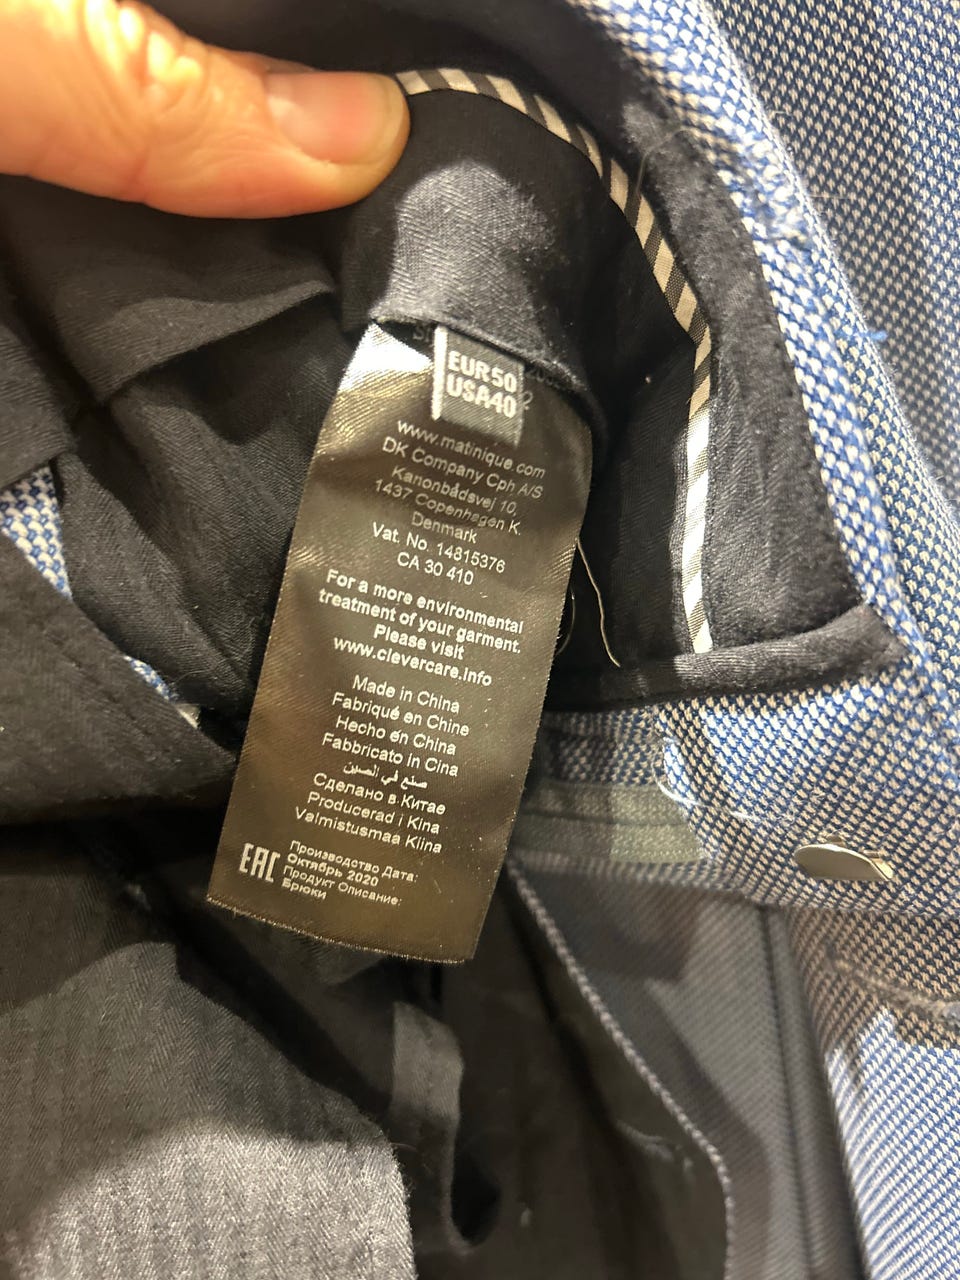 EUR50
USA40
www.matinique.com
DK Company Cph A/S
Kanonbådsvej 10,
1437 Copenhagen K.
Denmark
Vat. No. 14815376
CA 30 410
For a more environmental
treatment of your garment.
Please visit
www.clevercare.info
Made in China
Fabriqué en Chine
Hecho en China
Fabbricato in Cina
صنع في الصين
Сделано в Китае
Producerad i Kina
Valmistusmaa Kiina
EAC
Производство Дата:
Октябрь 2020
Продукт Описание:
Брюки